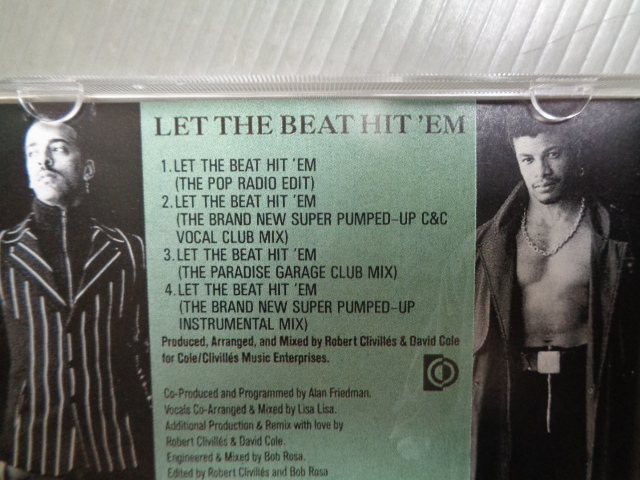 LET THE BEAT HIT 'EM
1.LET THE BEAT HIT 'EM
(THE POP RADIO EDIT)
2.LET THE BEAT HIT 'EM
(THE BRAND NEW SUPER PUMPED-UP C&C
VOCAL CLUB MIX)
3.LET THE BEAT HIT 'EM
(THE PARADISE GARAGE CLUB MIX)
4.LET THE BEAT HIT 'EM
(THE BRAND NEW SUPER PUMPED-UP
INSTRUMENTAL MIX)
Produced, Arranged, and Mixed by Robert Clivillés & David Cole
for Cole/Clivillés Music Enterprises.
Co-Produced and Programmed by Alan Friedman.
Vocals Co-Arranged & Mixed by Lisa Lisa.
Additional Production & Remix with love by
Robert Clivillés & David Cole.
Engineered & Mixed by Bob Rosa.
Edited by Robert Clivillés and Bob Rosa